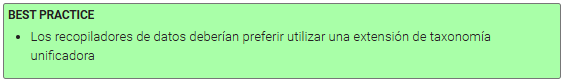 BEST PRACTICE
• Los recopiladores de datos deberían preferir utilizar una extensión de taxonomía
unificadora